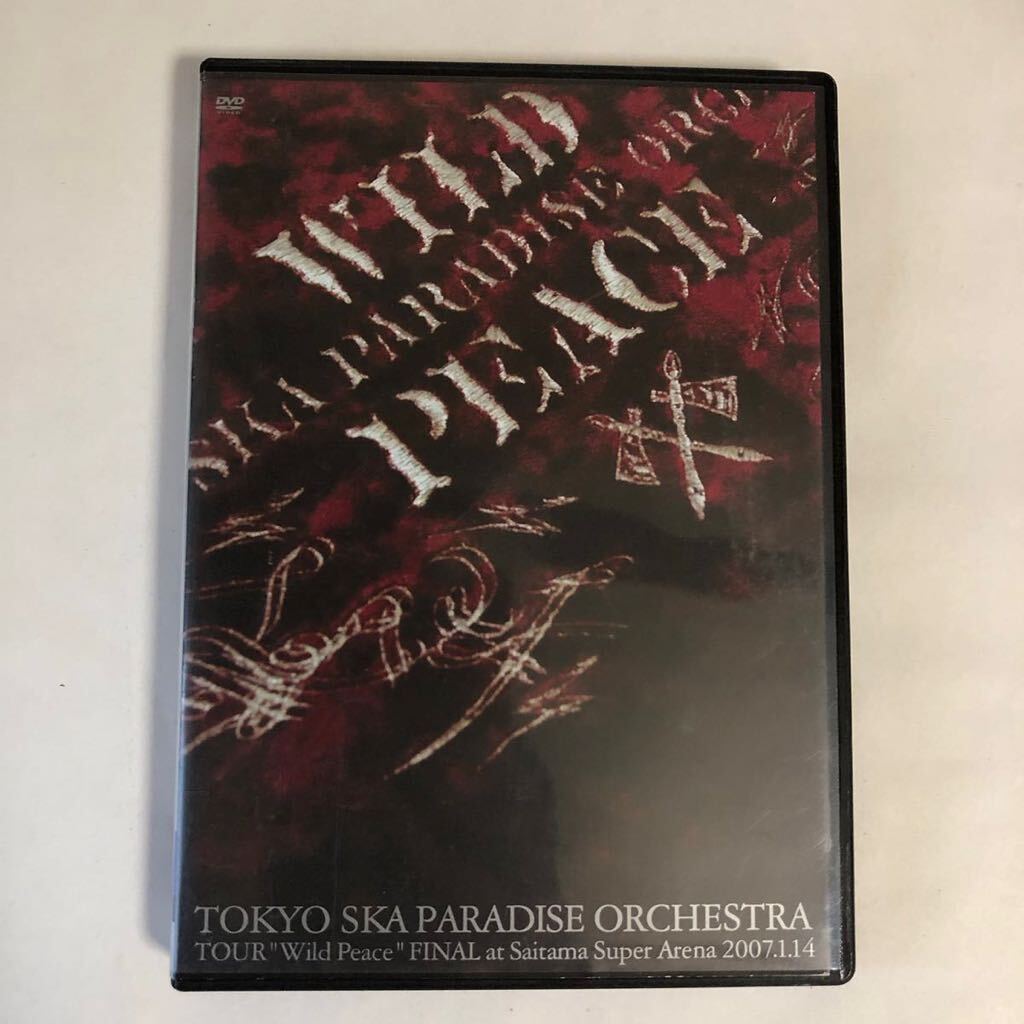 DVD
VIDEO
WILD
SKA PARADISE ORCH
PEACE
TOKYO SKA PARADISE ORCHESTRA
TOUR "Wild Peace" FINAL at Saitama Super Arena 2007.1.14